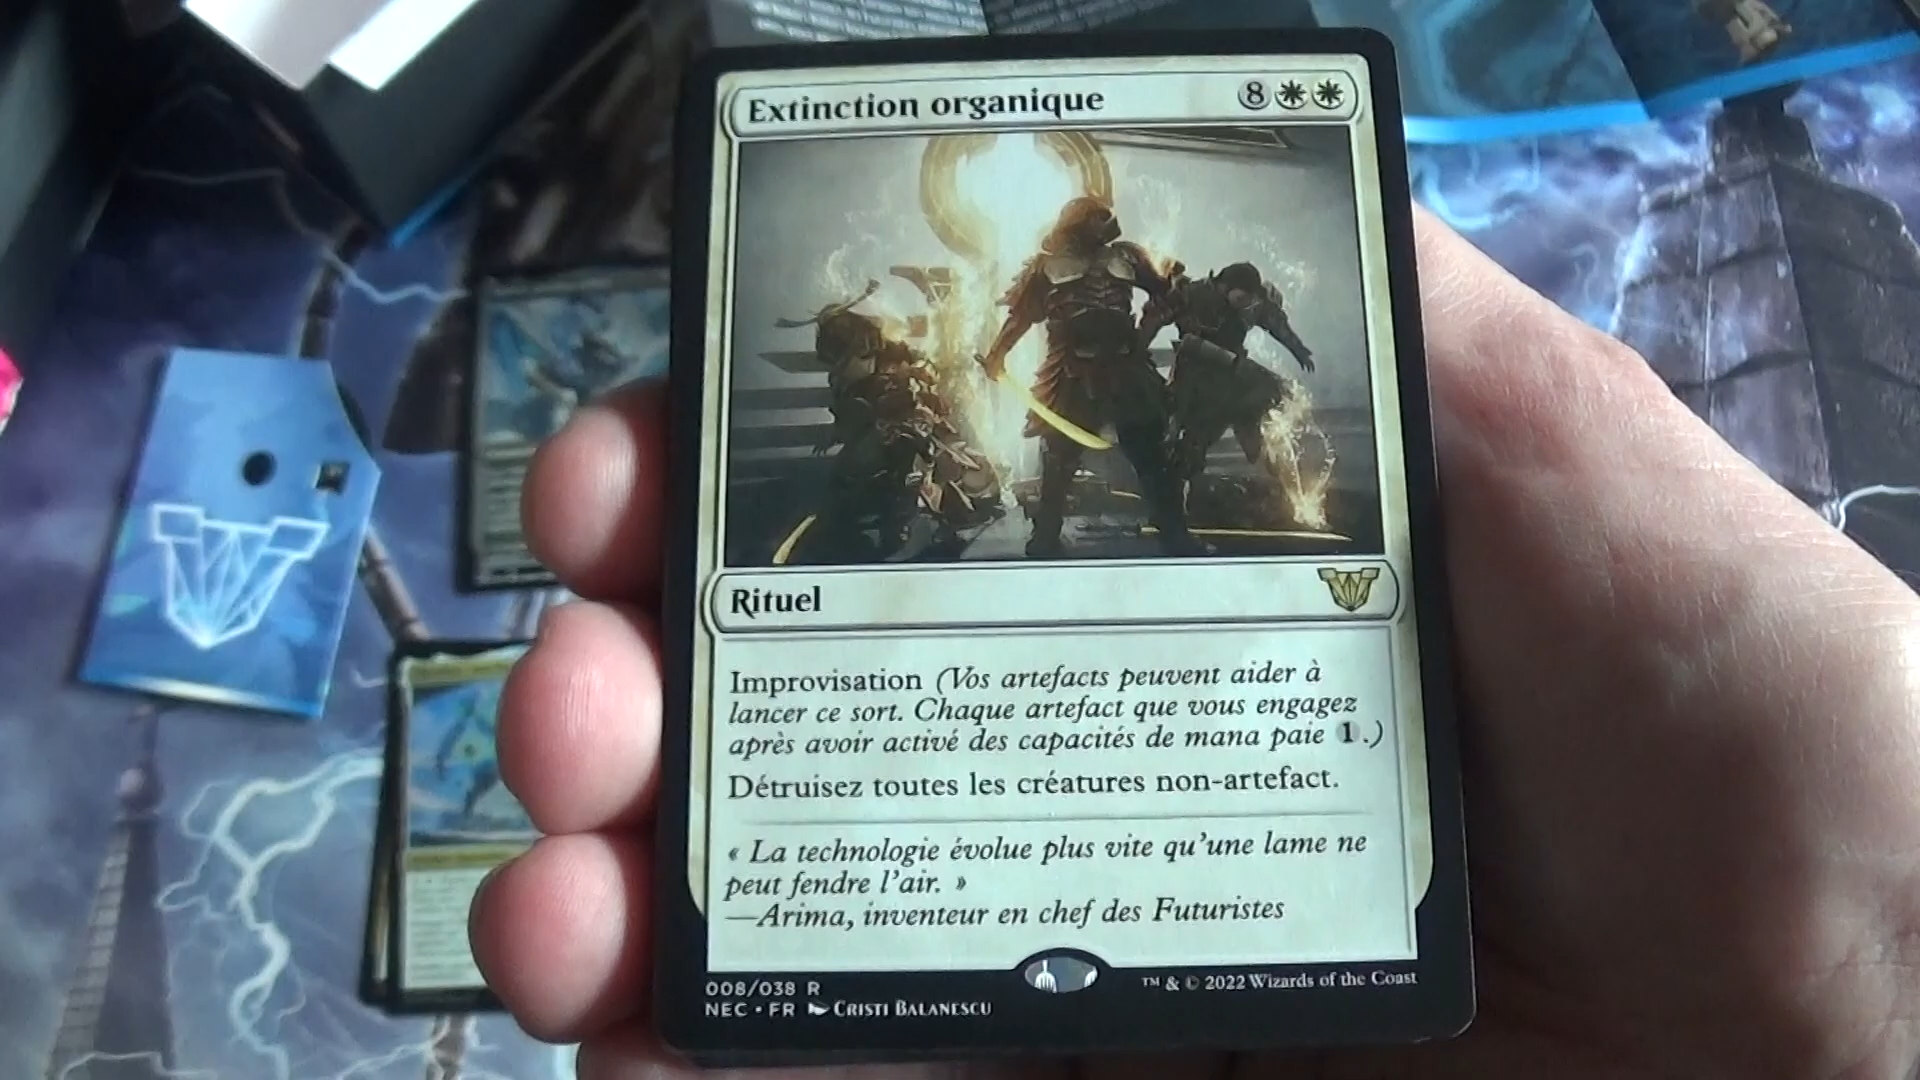 Extinction organique 8
Rituel
Improvisation (Vos artefacts peuvent aider à
lancer ce sort. Chaque artefact que vous engagez
après avoir activé des capacités de mana paie 1.)
Détruisez toutes les créatures non-artefact.
« La technologie évolue plus vite qu'une lame ne
peut fendre l'air. »
—Arima, inventeur en chef des Futuristes
008/038 R
NEC • FR CRISTI BALANESCU
™ & © 2022 Wizards of the Coast